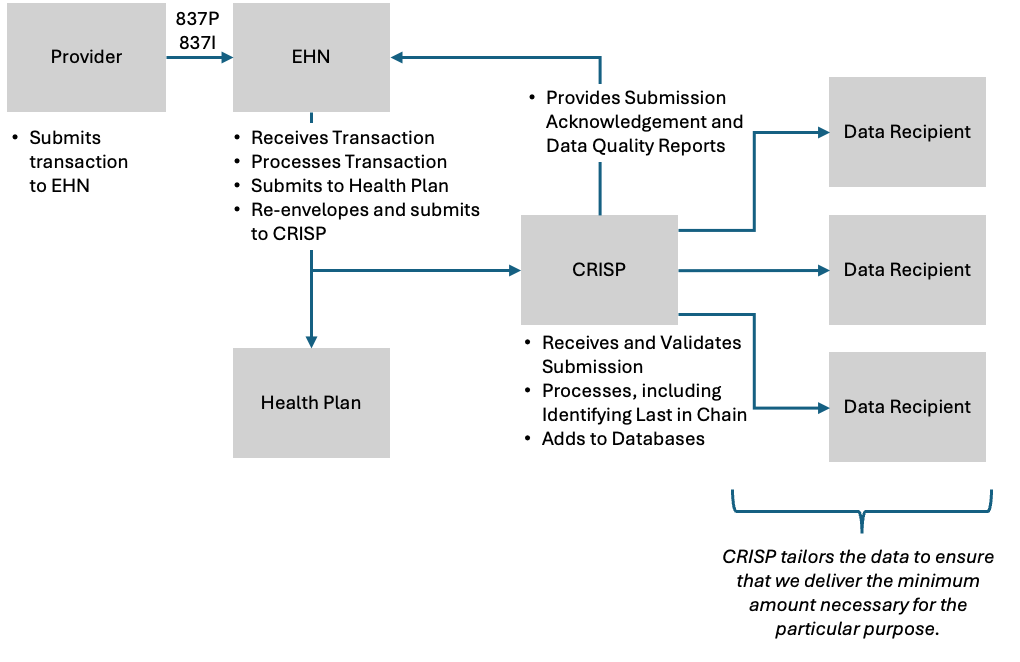 Provider
837P
837I
EHN
• Submits
transaction
to EHN
• Receives Transaction
• Processes Transaction
• Submits to Health Plan
• Re-envelopes and submits
to CRISP
• Provides Submission
Acknowledgement and
Data Quality Reports
Data Recipient
CRISP
Data Recipient
• Receives and Validates
Submission
• Processes, including
Identifying Last in Chain
• Adds to Databases
Health Plan
Data Recipient
CRISP tailors the data to ensure
that we deliver the minimum
amount necessary for the
particular purpose.